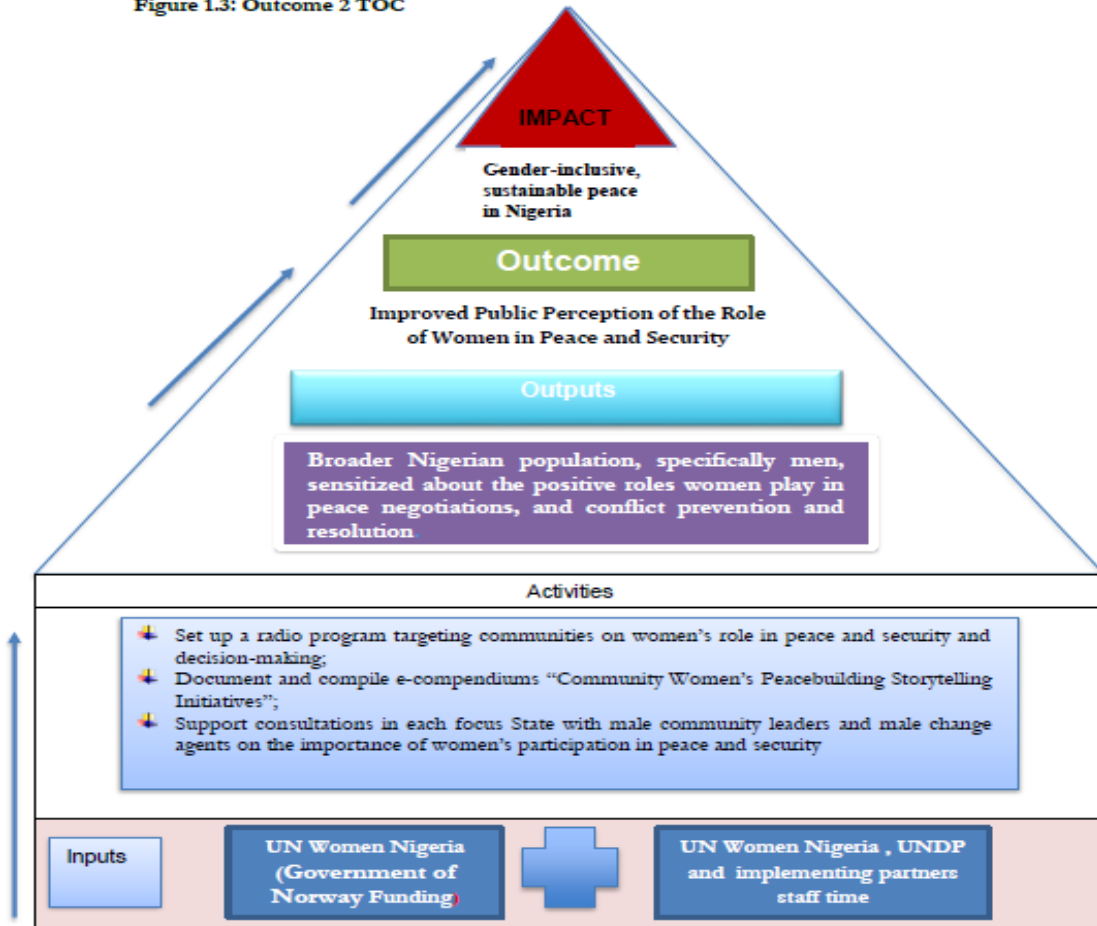 Figure 1.3: Outcome 2 TOC
IMPACT
Gender-inclusive,
sustainable peace
in Nigeria
Outcome
Improved Public Perception of the Role
of Women in Peace and Security
Outputs
Broader Nigerian population, specifically men,
sensitized about the positive roles women play in
peace negotiations, and conflict prevention and
resolution
Activities
Set up a radio program targeting communities on women's role in peace and security and
decision-making;
Document and compile e-compendiums "Community Women's Peacebuilding Storytelling
Initiatives";
Support consultations in each focus State with male community leaders and male change
agents on the importance of women's participation in peace and security
Inputs
UN Women Nigeria
(Government of
Norway Funding)
UN Women Nigeria , UNDP
and implementing partners
staff time